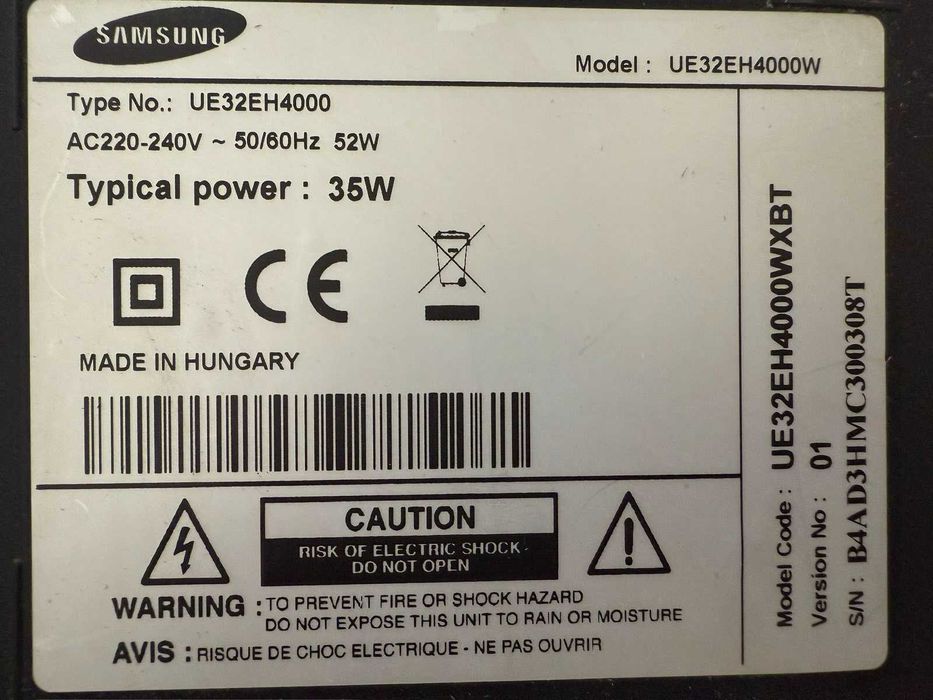 SAMSUNG
Model : UE32EH4000W
Type No.: UE32EH4000
AC220-240V ~ 50/60Hz 52W
Typical power : 35W
CE
MADE IN HUNGARY
CAUTION
RISK OF ELECTRIC SHOCK-
DO NOT OPEN
WARNING : TO PREVENT FIRE OR SHOCK HAZARD
DO NOT EXPOSE THIS UNIT TO RAIN OR MOISTURE
AVIS : RISQUE DE CHOC ELECTRIQUE - NE PAS OUVRIR
Model Code : UE32EH4000WXBT
Version No : 01
S/N : B4AD3HMC300308T